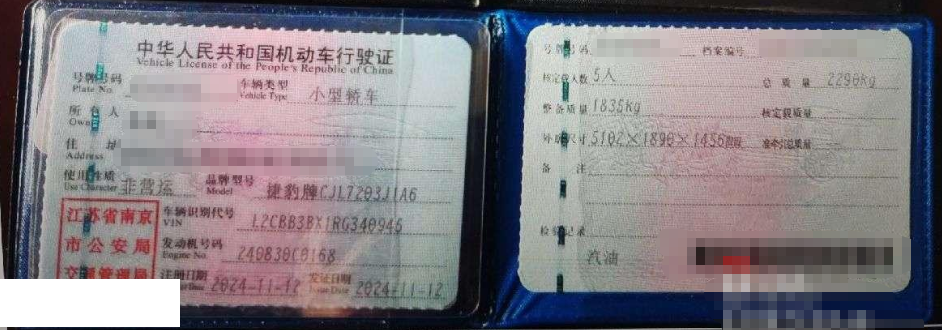 中华人民共和国机动车行驶证
Vehicle License of the People's Republic of China
号牌号码
Plate No.
车辆类型 小型轿车
Vehicle Type
所有人
Owner
住 址
Address
使用性质 非营运 品牌型号 捷豹牌CJL7203J1A6
Use Character
车辆识别代号 L2CBB3BX1RG340946
VIN
发动机号码 240830C0168
Engine No.
注册日期 2024-11-12 发证日期 2024-11-12
Issue Date
江苏省南京
市公安局
交通管理局
号牌号码 档案编号
核定载人数 5人 总质量 2290kg
整备质量 1835kg 核定载质量
外廓尺寸 5102×1890×1456mm
备 注
检验记录
汽油